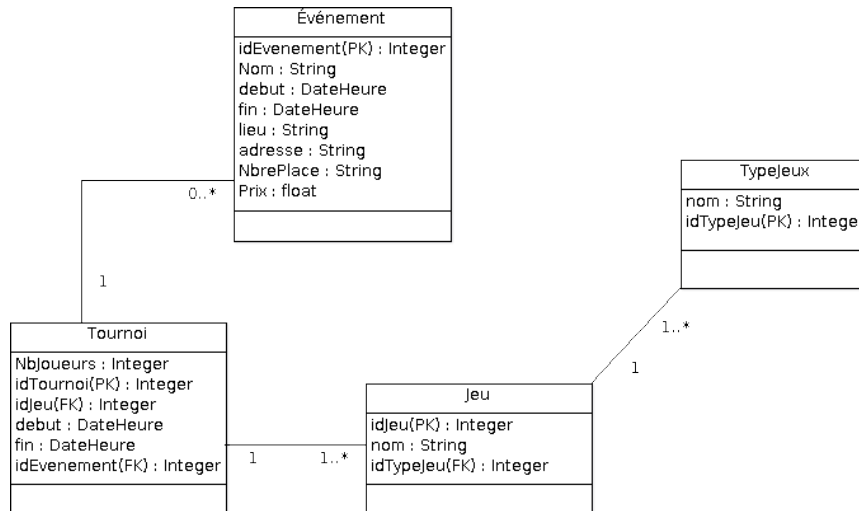 Événement
idEvenement(PK) : Integer
Nom : String
debut : DateHeure
fin : DateHeure
lieu : String
adresse : String
NbrePlace : String
Prix : float
0..*
1
TypeJeux
nom : String
idTypeJeu(PK) : Intege
1..*
1
Tournoi
NbJoueurs : Integer
idTournoi(PK) : Integer
idJeu(FK) : Integer
debut : DateHeure
fin : DateHeure
idEvenement(FK) : Integer
1
1..*
Jeu
idJeu(PK) : Integer
nom : String
idTypeJeu(FK) : Integer